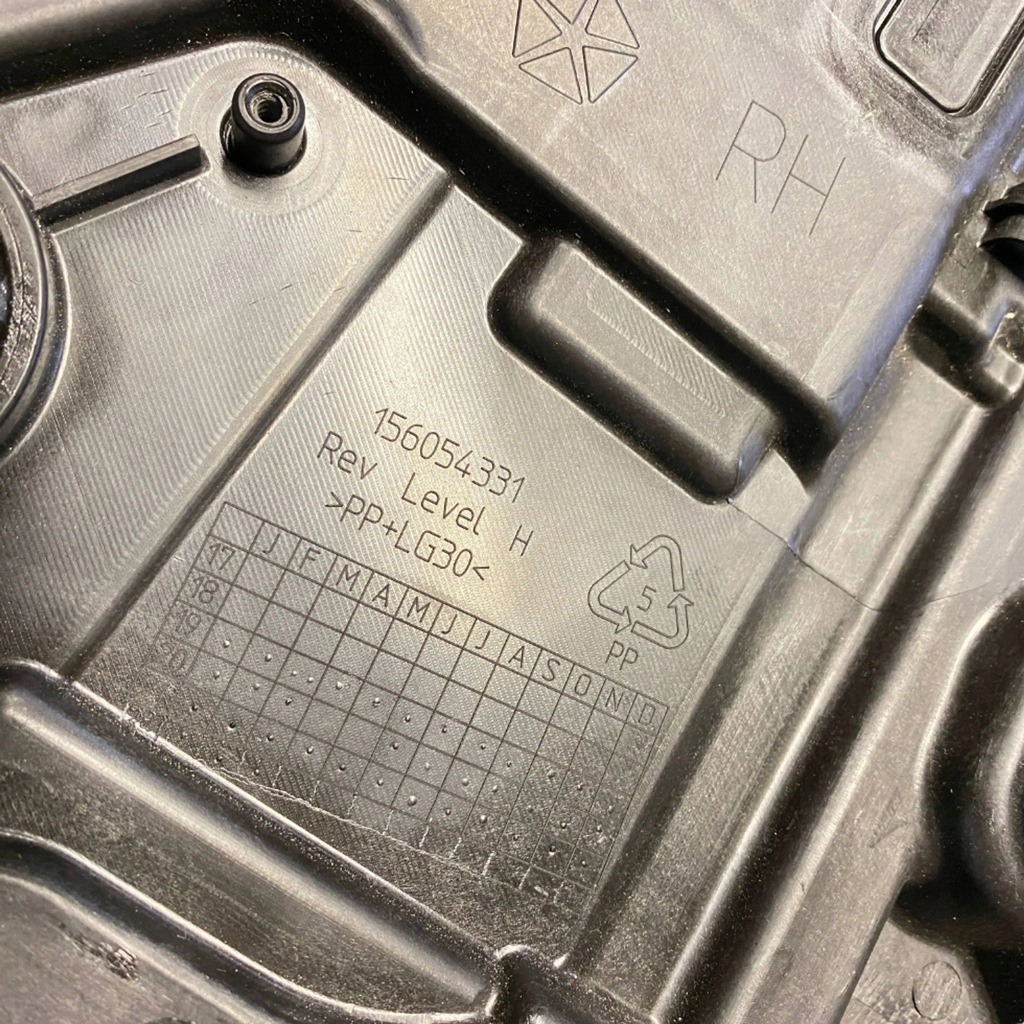 RH
156054331
Rev Level H
>PP+LG30<
J F M A M J J A S O N D
17
18
19
20
5
PP